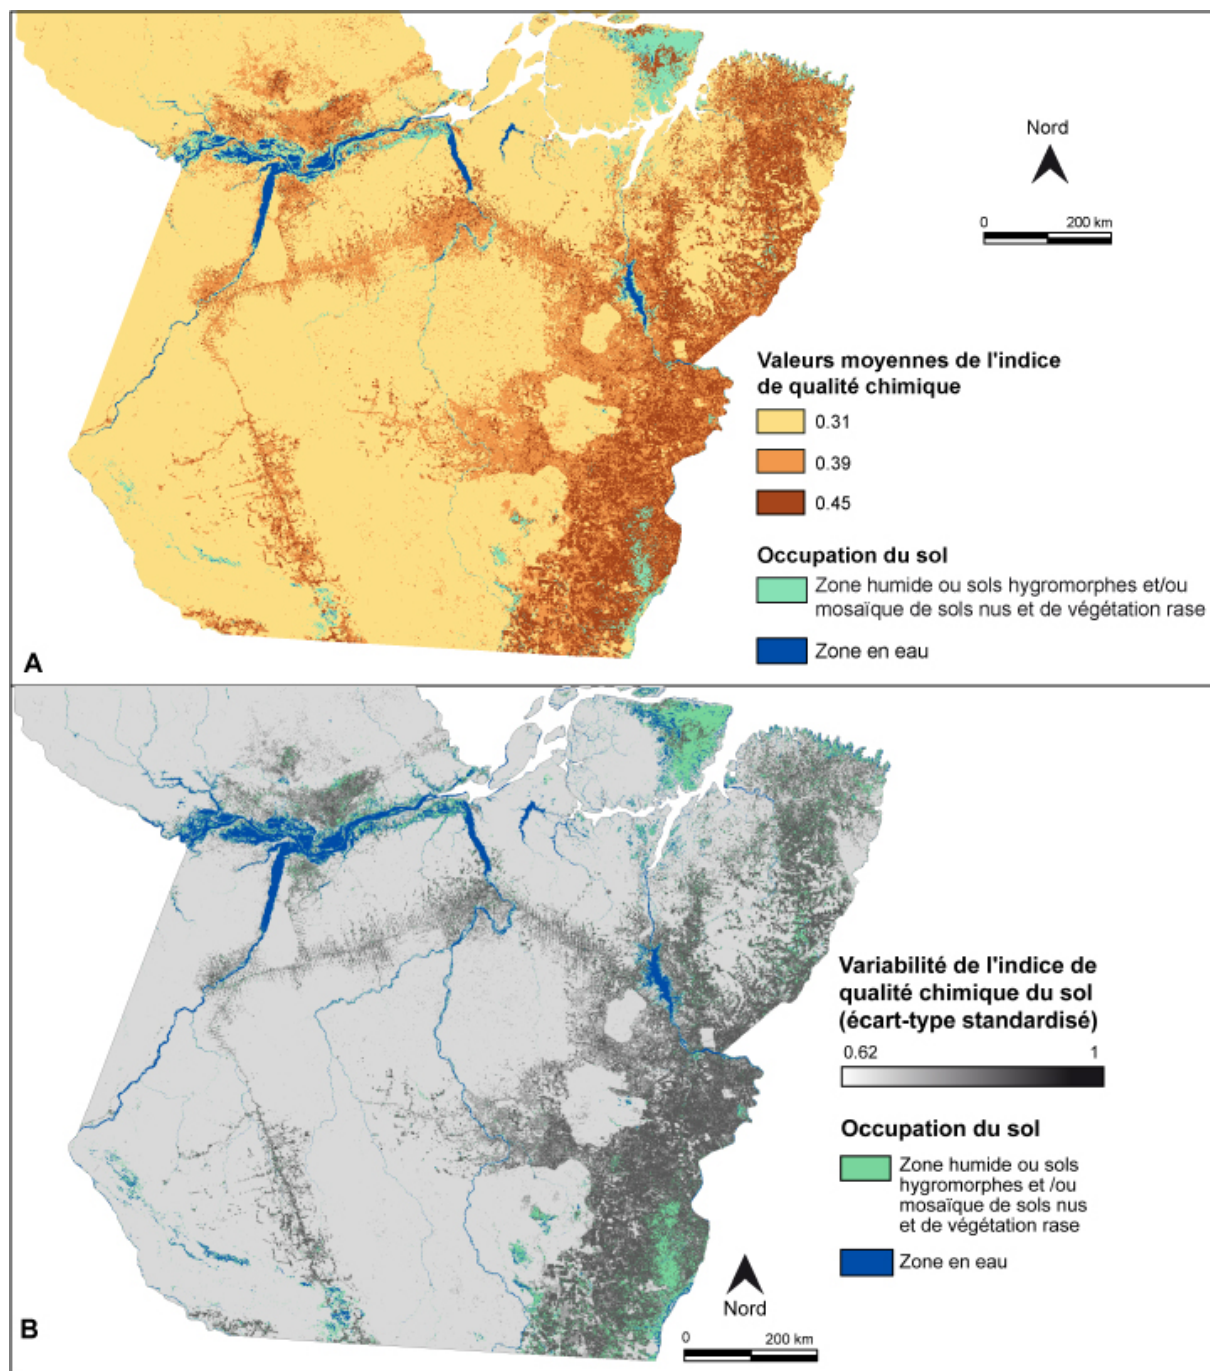 Nord
0 200 km
Valeurs moyennes de l'indice
de qualité chimique
0.31
0.39
0.45
Occupation du sol
Zone humide ou sols hygromorphes et/ou
mosaïque de sols nus et de végétation rase
Zone en eau
A
Variabilité de l'indice de
qualité chimique du sol
(écart-type standardisé)
0.62 1
Occupation du sol
Zone humide ou sols
hygromorphes et /ou
mosaïque de sols nus
et de végétation rase
Zone en eau
Nord
0 200 km
B